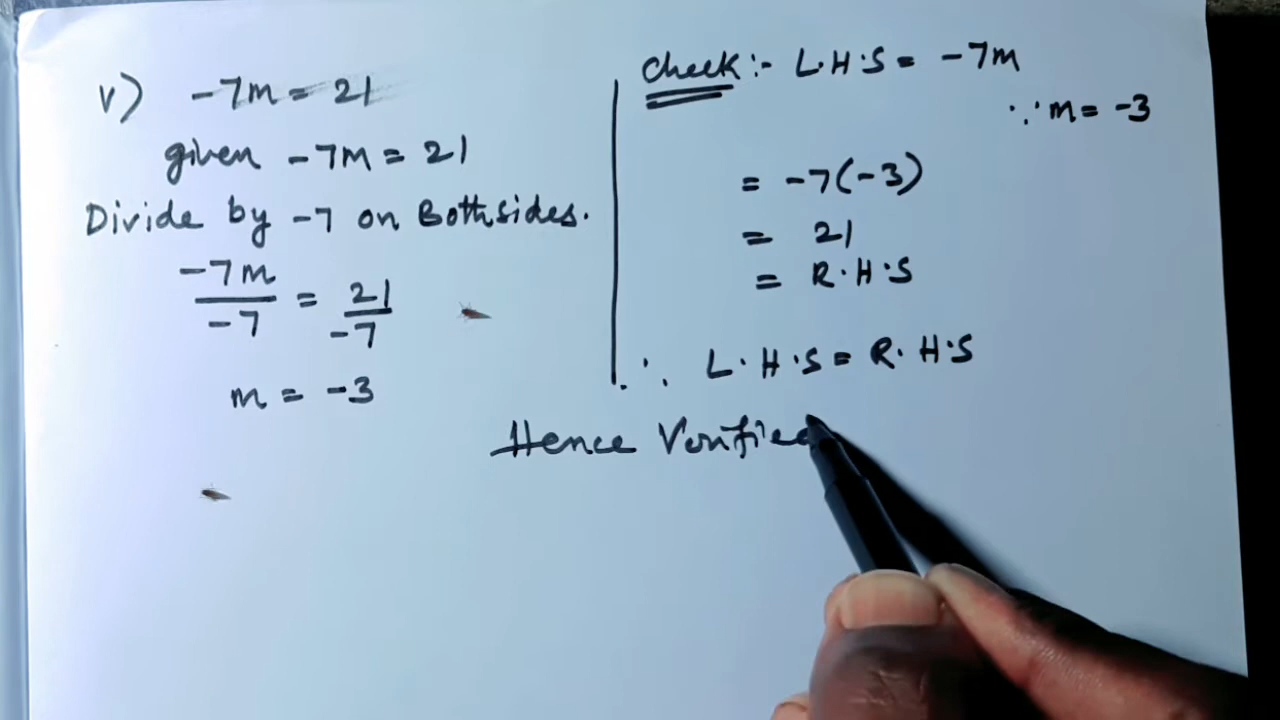 v) -7m = 21
given -7m = 21
Divide by -7 on Bothsides.
-7m/-7 = 21/-7
m = -3
Check:- L.H.S = -7m
∵ m = -3
= -7(-3)
= 21
= R.H.S
∴ L.H.S = R.H.S
Hence Verified